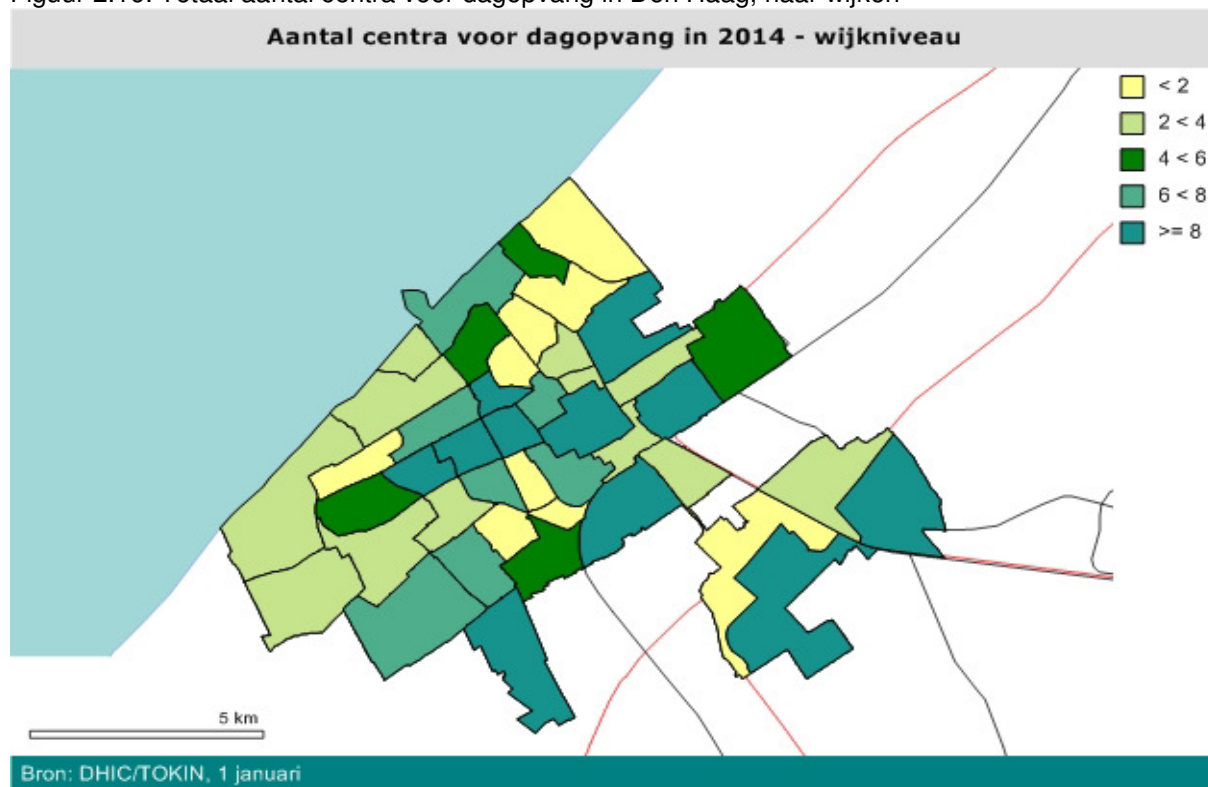 Aantal centra voor dagopvang in 2014 - wijkniveau
< 2
2 < 4
4 < 6
6 < 8
>= 8
5 km
Bron: DHIC/TOKIN, 1 januari